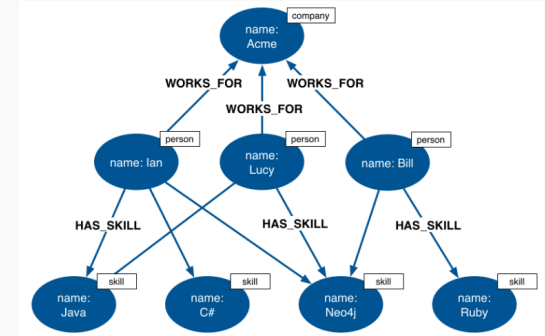 company
name:
Acme
WORKS_FOR
WORKS_FOR
WORKS_FOR
person
person
person
name: Ian
name:
Lucy
name: Bill
HAS_SKILL
HAS_SKILL
HAS_SKILL
skill
skill
skill
skill
name:
Java
name:
C#
name:
Neo4j
name:
Ruby